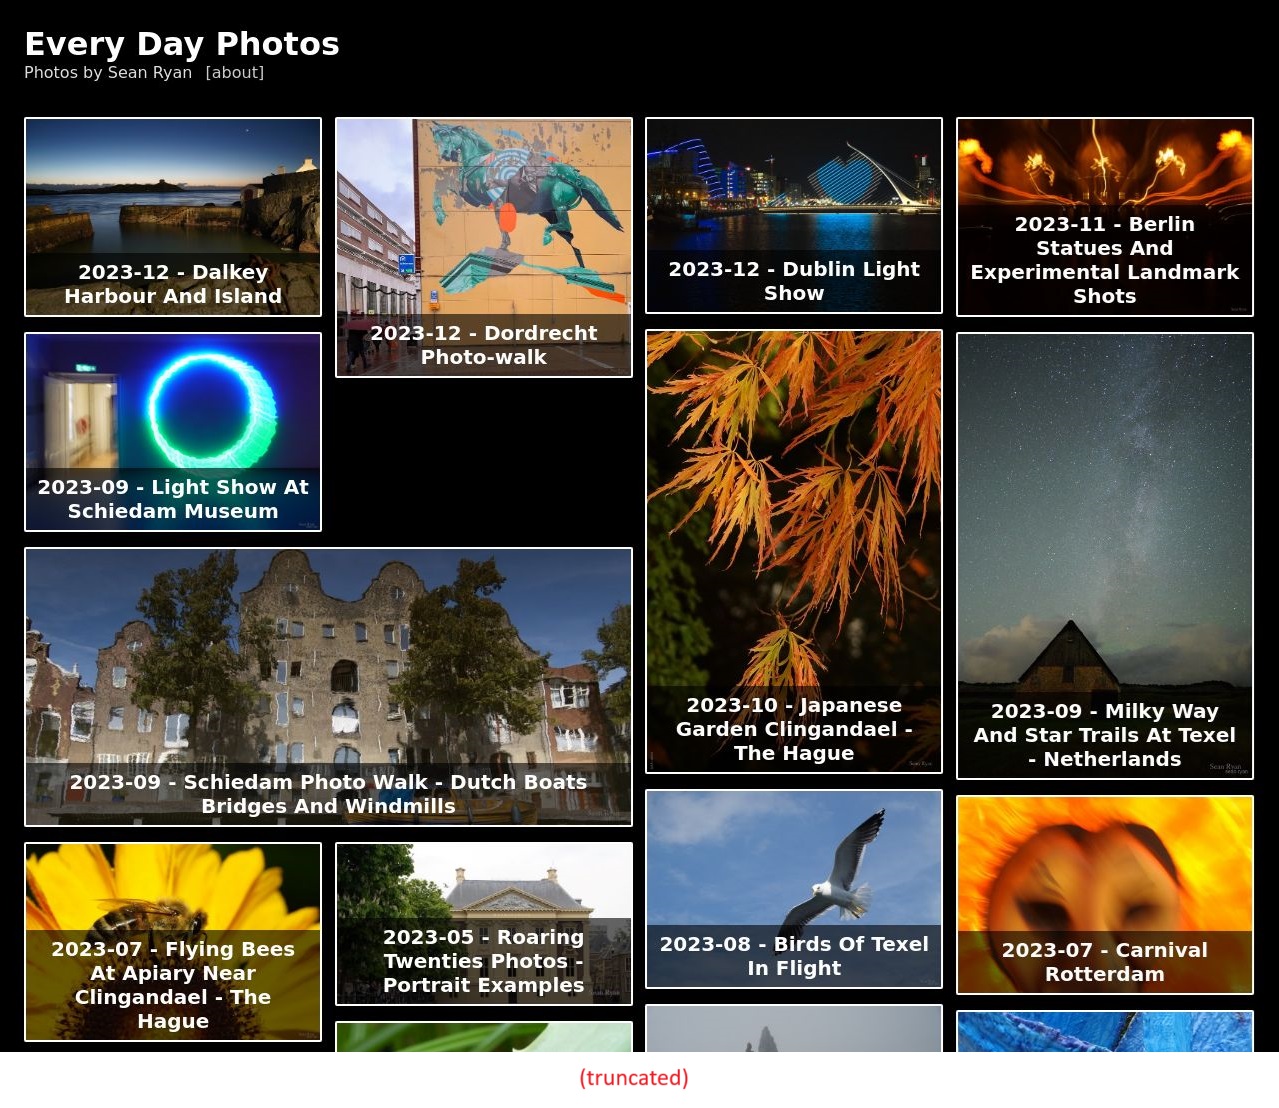 Every Day Photos
Photos by Sean Ryan [about]
2023-12 - Dalkey
Harbour And Island
2023-12 - Dordrecht
Photo-walk
2023-12 - Dublin Light
Show
2023-11 - Berlin
Statues And
Experimental Landmark
Shots
2023-09 - Light Show At
Schiedam Museum
2023-10 - Japanese
Garden Clingandael -
The Hague
2023-09 - Milky Way
And Star Trails At Texel
- Netherlands
Sean Ryan
2023-09 - Schiedam Photo Walk - Dutch Boats
Bridges And Windmills
2023-07 - Flying Bees
At Apiary Near
Clingandael - The
Hague
2023-05 - Roaring
Twenties Photos -
Portrait Examples
Sean Ryan
2023-08 - Birds Of Texel
In Flight
2023-07 - Carnival
Rotterdam
(truncated)